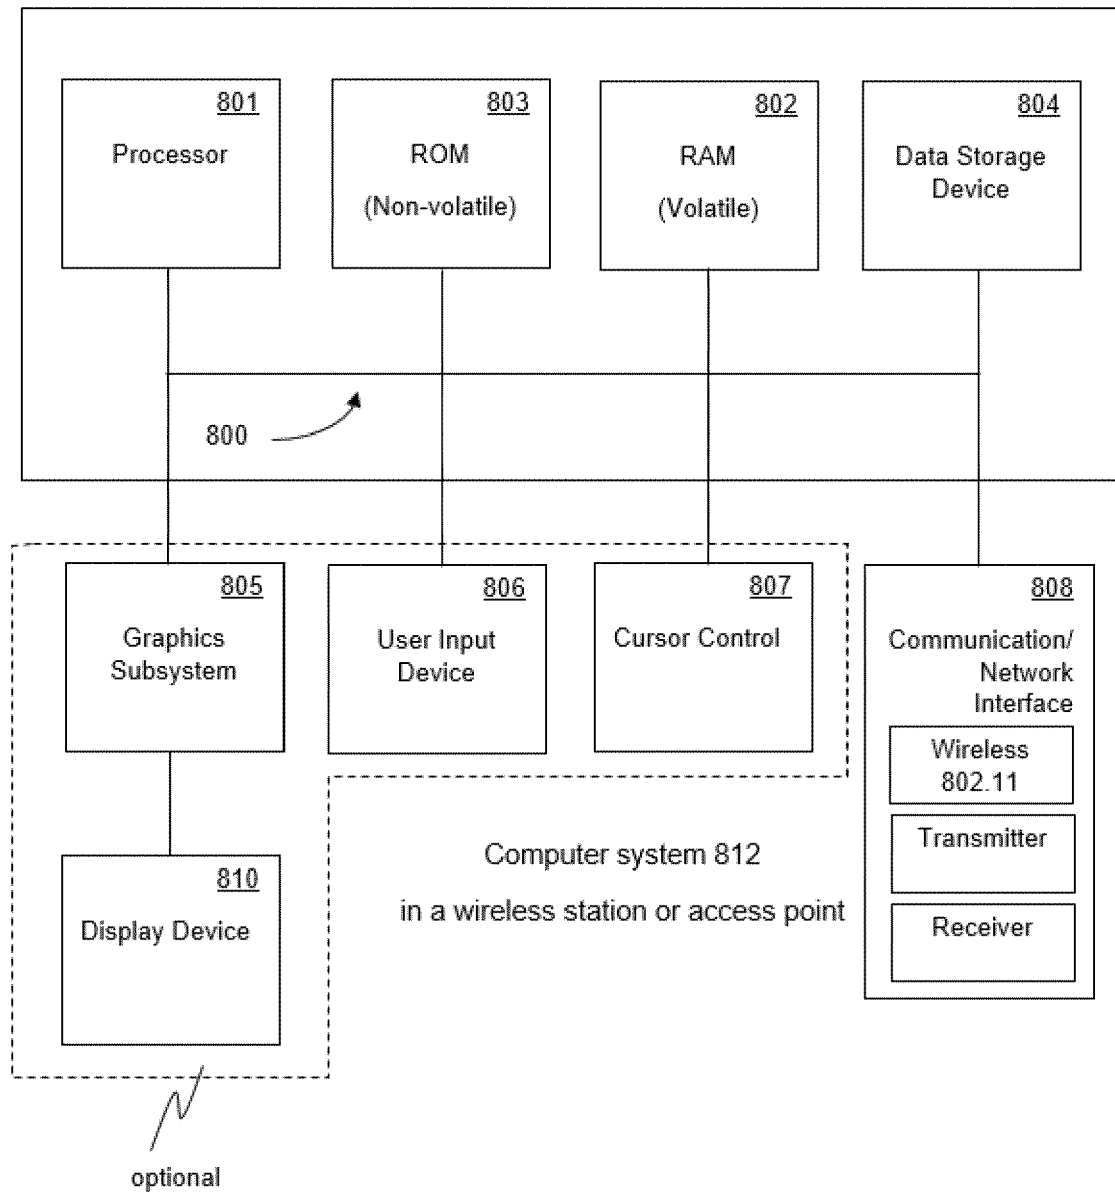 801
Processor
803
ROM
(Non-volatile)
802
RAM
(Volatile)
804
Data Storage
Device
800
805
Graphics
Subsystem
806
User Input
Device
807
Cursor Control
808
Communication/
Network
Interface
Wireless
802.11
Transmitter
Receiver
810
Display Device
Computer system 812
in a wireless station or access point
optional